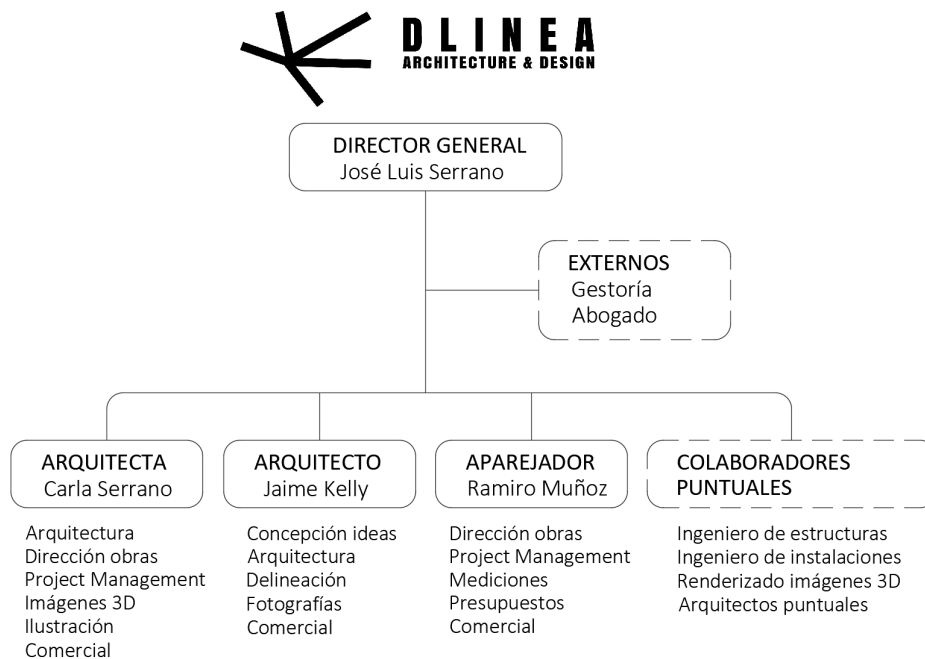 DLINEA
ARCHITECTURE & DESIGN
DIRECTOR GENERAL
José Luis Serrano
EXTERNOS
Gestoría
Abogado
ARQUITECTA
Carla Serrano
Arquitectura
Dirección obras
Project Management
Imágenes 3D
Ilustración
Comercial
ARQUITECTO
Jaime Kelly
Concepción ideas
Arquitectura
Delineación
Fotografías
Comercial
APAREJADOR
Ramiro Muñoz
Dirección obras
Project Management
Mediciones
Presupuestos
Comercial
COLABORADORES
PUNTUALES
Ingeniero de estructuras
Ingeniero de instalaciones
Renderizado imágenes 3D
Arquitectos puntuales